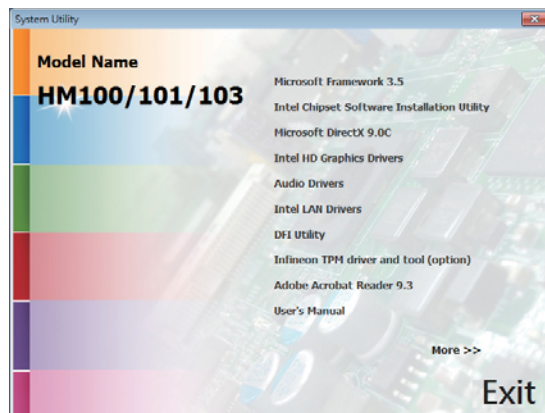 System Utility
Model Name
HM100/101/103
Microsoft Framework 3.5
Intel Chipset Software Installation Utility
Microsoft DirectX 9.0C
Intel HD Graphics Drivers
Audio Drivers
Intel LAN Drivers
DFI Utility
Infineon TPM driver and tool (option)
Adobe Acrobat Reader 9.3
User's Manual
More >>
Exit